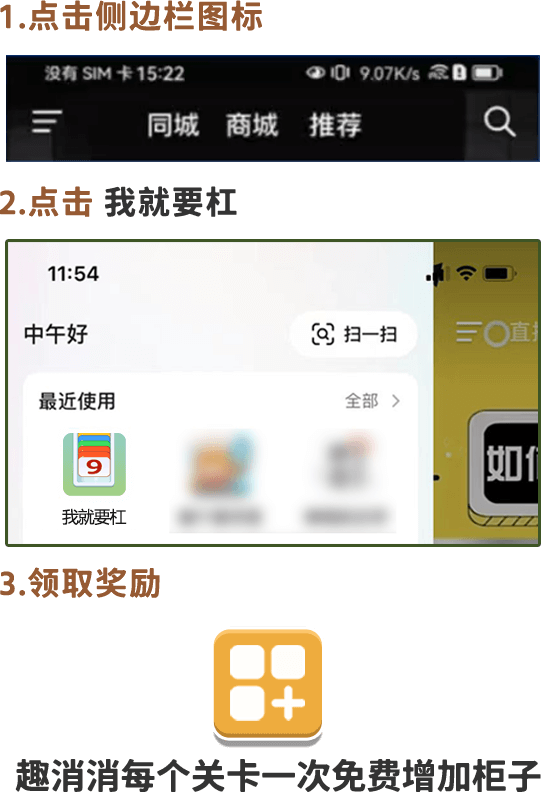 1.点击侧边栏图标
没有 SIM 卡 15:22
9.07K/s
同城 商城 推荐
2.点击 我就要杠
11:54
中午好
扫一扫
直
最近使用
全部
9
我就要杠
如
3.领取奖励
趣消消每个关卡一次免费增加柜子